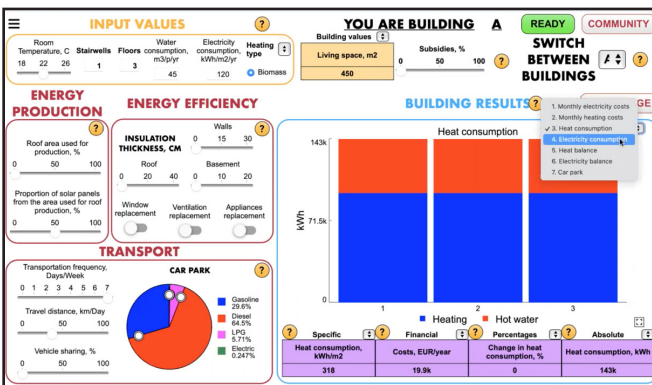 INPUT VALUES
?
YOU ARE BUILDING A
READY
COMMUNITY
Room
Temperature, C
18 22 26
Stairwells
1
Floors
3
Water
consumption,
m3/p/yr
45
Electricity
consumption,
kWh/m2/yr
120
Heating
type
Biomass
Building values
Living space, m2
450
Subsidies, %
0 50 100
?
SWITCH
BETWEEN
BUILDINGS
?
ENERGY
PRODUCTION
?
Roof area used for
production, %
0 50 100
Proportion of solar panels
from the area used for roof
production, %
0 50 100
ENERGY EFFICIENCY
?
INSULATION
THICKNESS, CM
Walls
0 15 30
Roof
0 20 40
Basement
0 10 20
Window
replacement
Ventilation
replacement
Appliances
replacement
TRANSPORT
?
Transportation frequency,
Days/Week
0 1 2 3 4 5 6 7
Travel distance, km/Day
0 50 100
Vehicle sharing, %
0 50 100
CAR PARK
Gasoline
29.6%
Diesel
64.5%
LPG
5.71%
Electric
0.247%
BUILDING RESULTS
?
1. Monthly electricity costs
2. Monthly heating costs
✓ 3. Heat consumption
4. Electricity consumption
5. Heat balance
6. Electricity balance
7. Car park
Heat consumption
143k
71.5k
0
kWh
1 2 3
Heating Hot water
? Specific ? Financial ? Percentages ? Absolute
Heat consumption,
kWh/m2
318
Costs, EUR/year
19.9k
Change in heat
consumption, %
0
Heat consumption, kWh
143k